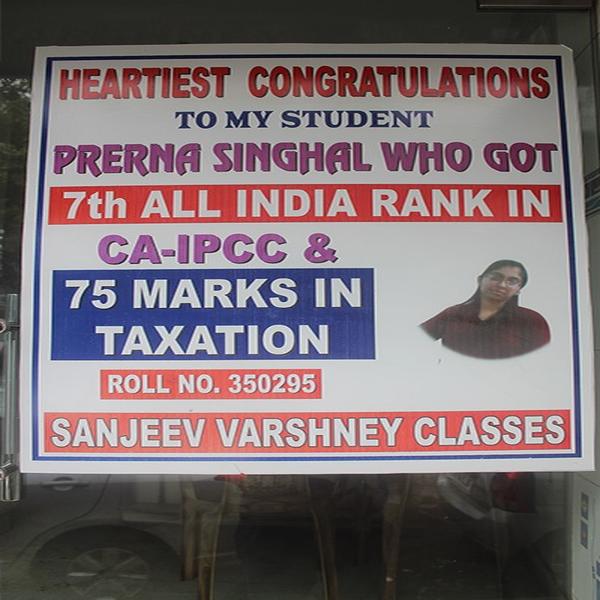 HEARTIEST CONGRATULATIONS
TO MY STUDENT
PRERNA SINGHAL WHO GOT
7th ALL INDIA RANK IN
CA-IPCC &
75 MARKS IN
TAXATION
ROLL NO. 350295
SANJEEV VARSHNEY CLASSES